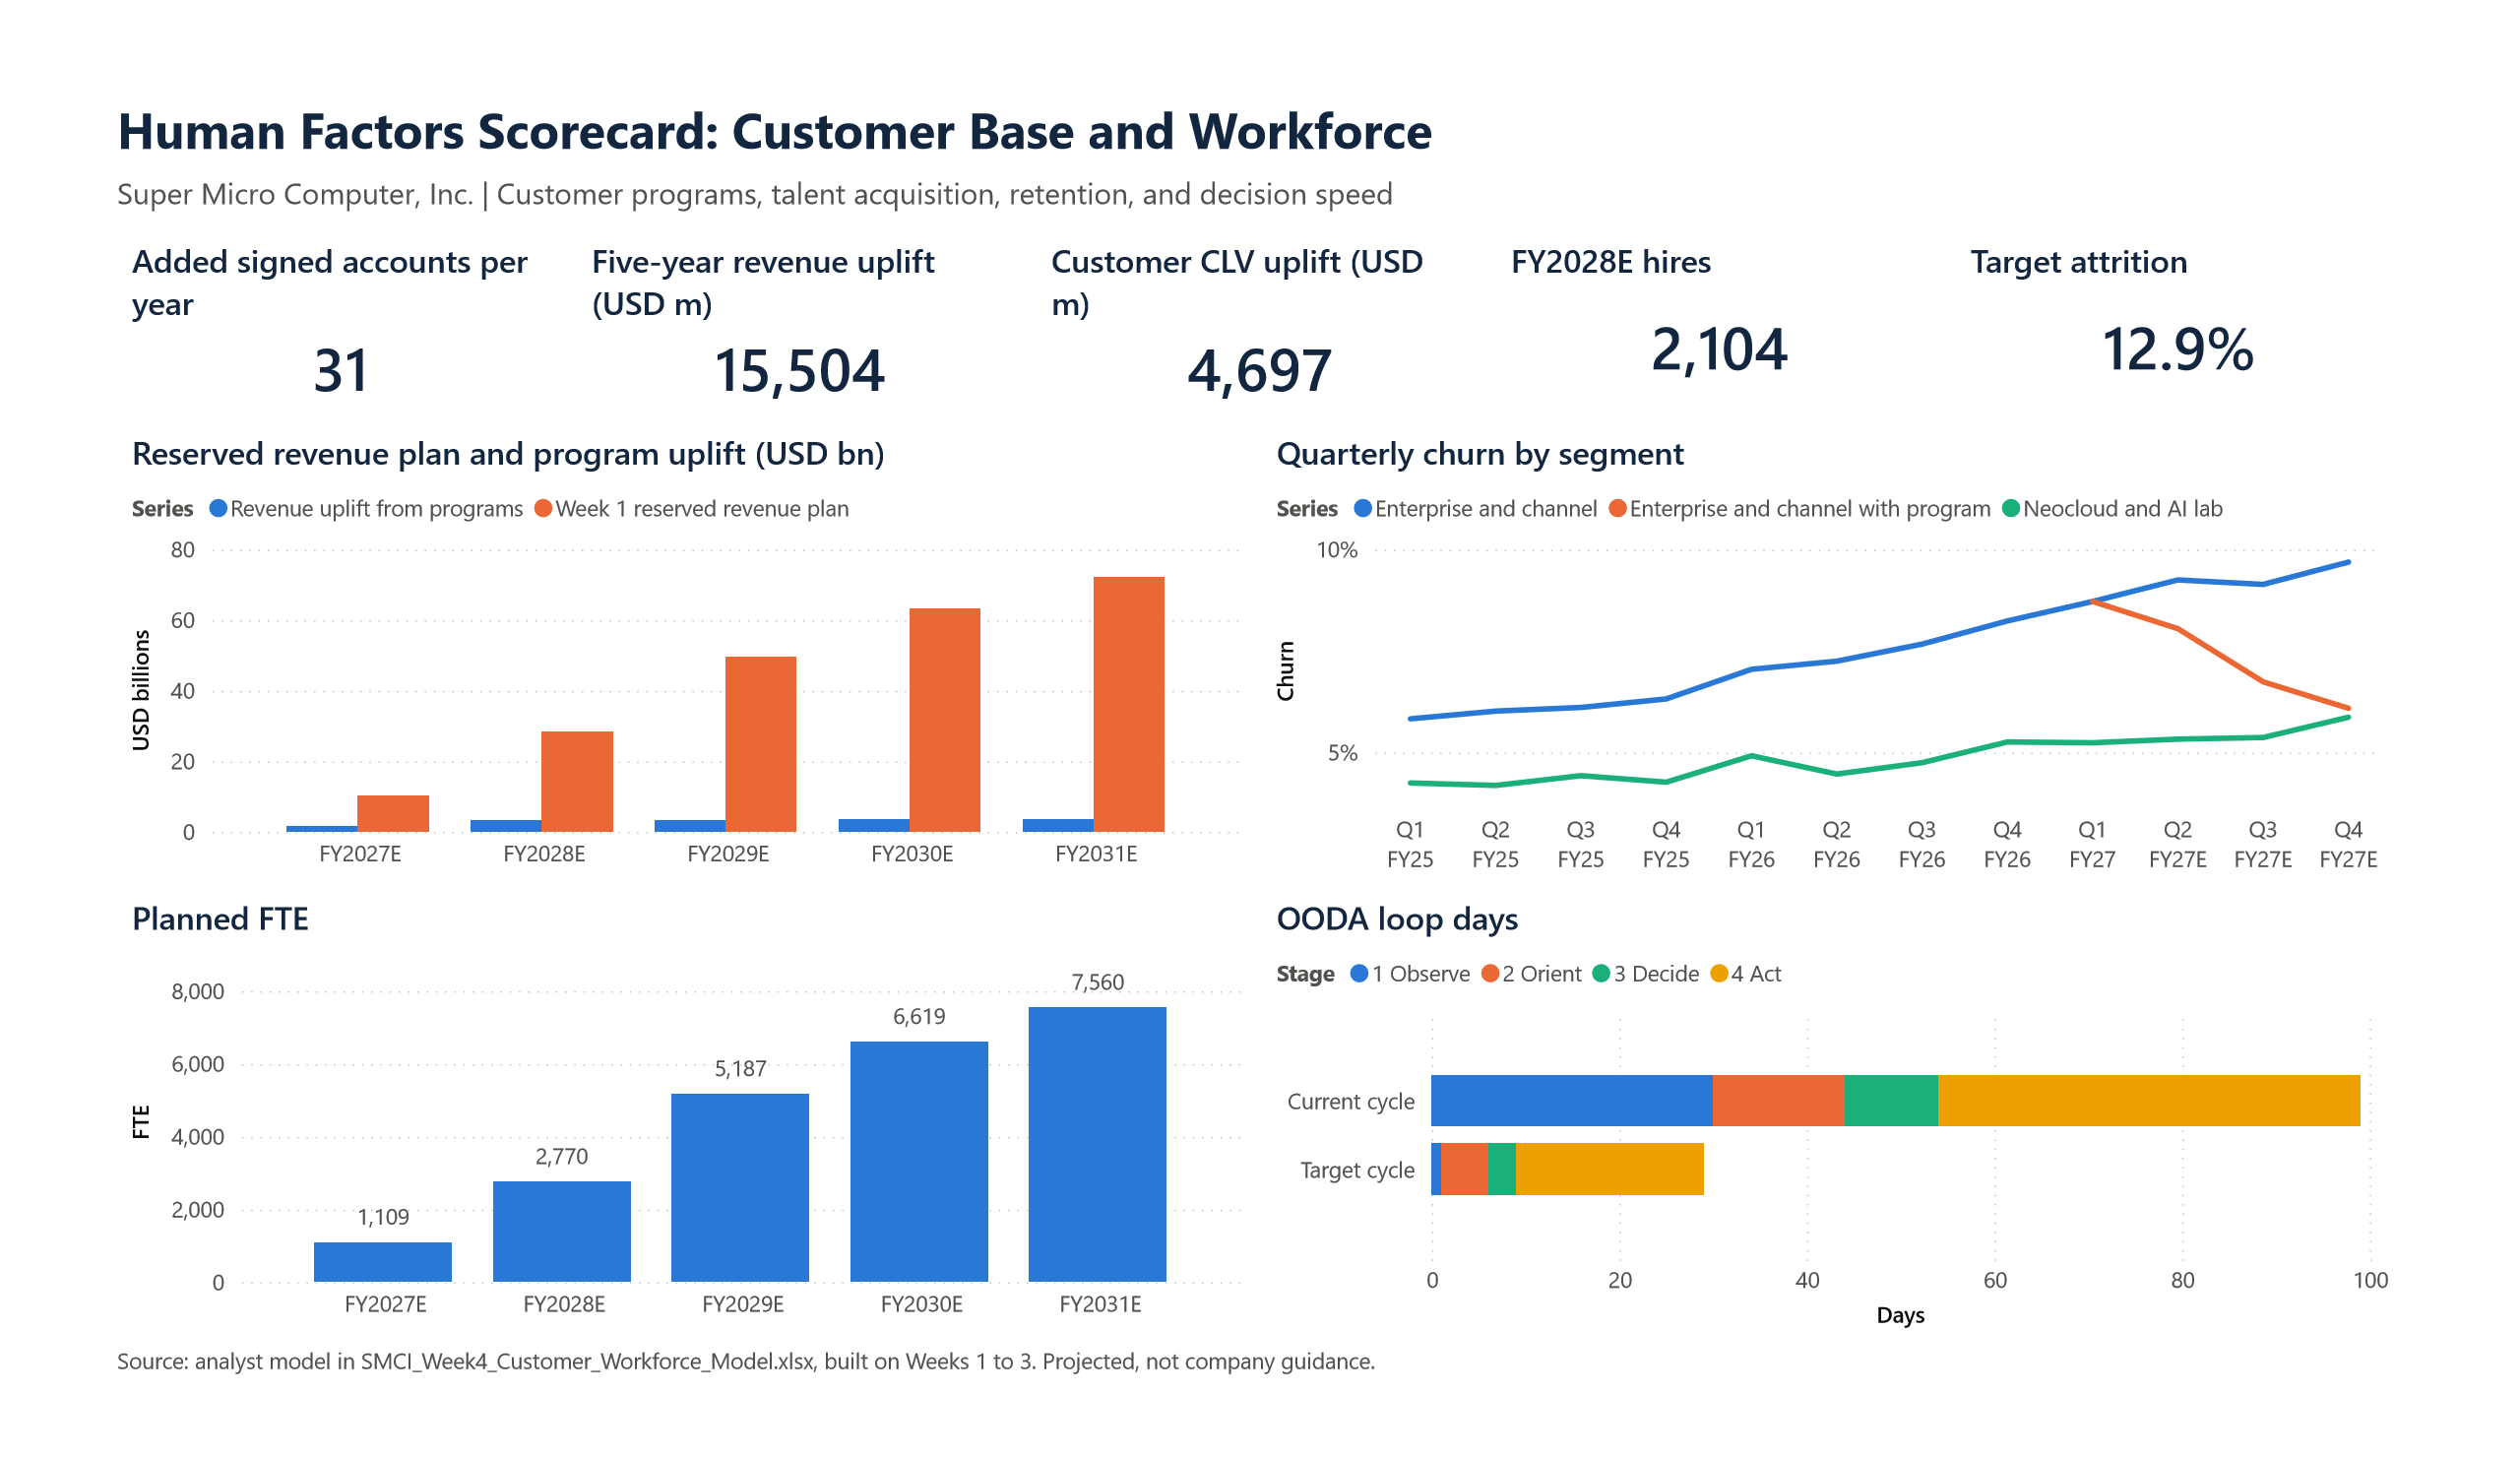 Human Factors Scorecard: Customer Base and Workforce
Super Micro Computer, Inc. | Customer programs, talent acquisition, retention, and decision speed
Added signed accounts per
year
31
Five-year revenue uplift
(USD m)
15,504
Customer CLV uplift (USD
m)
4,697
FY2028E hires
2,104
Target attrition
12.9%
Reserved revenue plan and program uplift (USD bn)
Series Revenue uplift from programs Week 1 reserved revenue plan
USD billions
80
60
40
20
0
FY2027E FY2028E FY2029E FY2030E FY2031E
Quarterly churn by segment
Series Enterprise and channel Enterprise and channel with program Neocloud and AI lab
Churn
10%
5%
Q1 Q2 Q3 Q4 Q1 Q2 Q3 Q4 Q1 Q2 Q3 Q4
FY25 FY25 FY25 FY25 FY26 FY26 FY26 FY26 FY27 FY27E FY27E FY27E
Planned FTE
FTE
8,000
6,000
4,000
2,000
0
1,109
2,770
5,187
6,619
7,560
FY2027E FY2028E FY2029E FY2030E FY2031E
OODA loop days
Stage 1 Observe 2 Orient 3 Decide 4 Act
Current cycle
Target cycle
0 20 40 60 80 100
Days
Source: analyst model in SMCI_Week4_Customer_Workforce_Model.xlsx, built on Weeks 1 to 3. Projected, not company guidance.